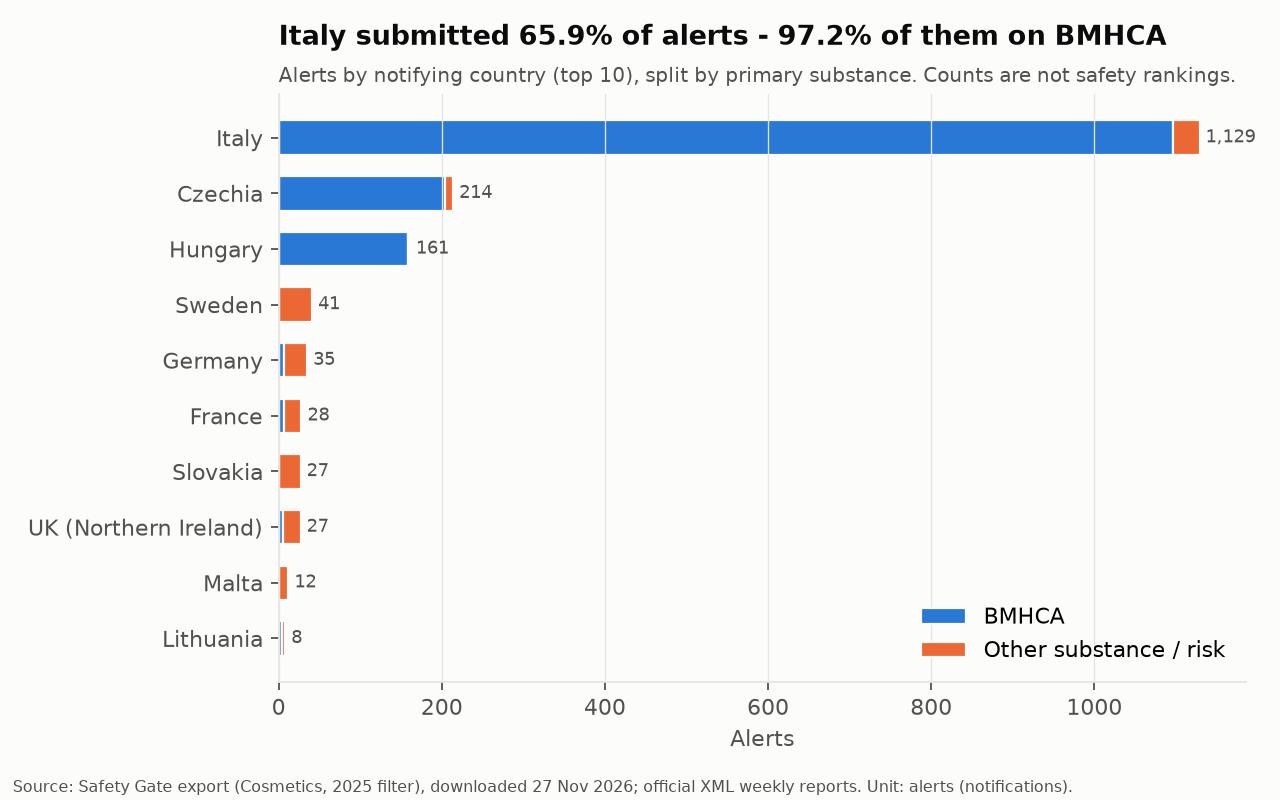 Italy submitted 65.9% of alerts - 97.2% of them on BMHCA
Alerts by notifying country (top 10), split by primary substance. Counts are not safety rankings.
Italy 1,129
Czechia 214
Hungary 161
Sweden 41
Germany 35
France 28
Slovakia 27
UK (Northern Ireland) 27
Malta 12
Lithuania 8
BMHCA
Other substance / risk
0 200 400 600 800 1000
Alerts
Source: Safety Gate export (Cosmetics, 2025 filter), downloaded 27 Nov 2026; official XML weekly reports. Unit: alerts (notifications).